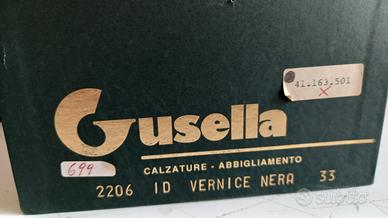 41.163.501
X
Gusella
CALZATURE - ABBIGLIAMENTO
699
2206 ID VERNICE NERA 33
Subito